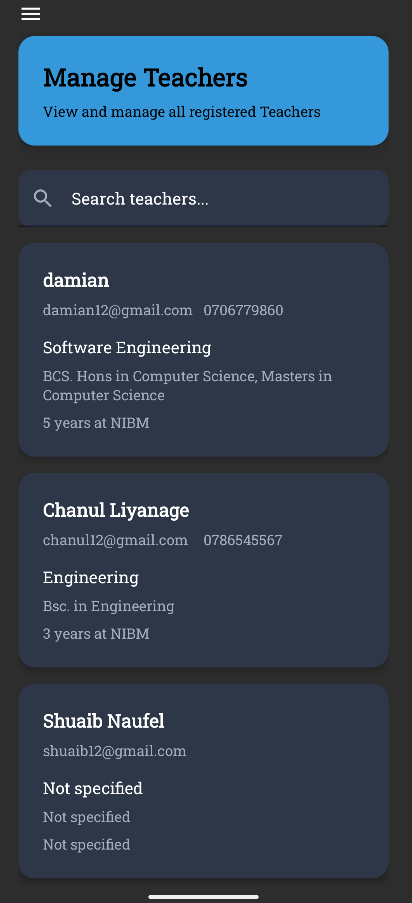 Manage Teachers
View and manage all registered Teachers
Search teachers...
damian
damian12@gmail.com 0706779860
Software Engineering
BCS. Hons in Computer Science, Masters in
Computer Science
5 years at NIBM
Chanul Liyanage
chanul12@gmail.com 0786545567
Engineering
Bsc. in Engineering
3 years at NIBM
Shuaib Naufel
shuaib12@gmail.com
Not specified
Not specified
Not specified